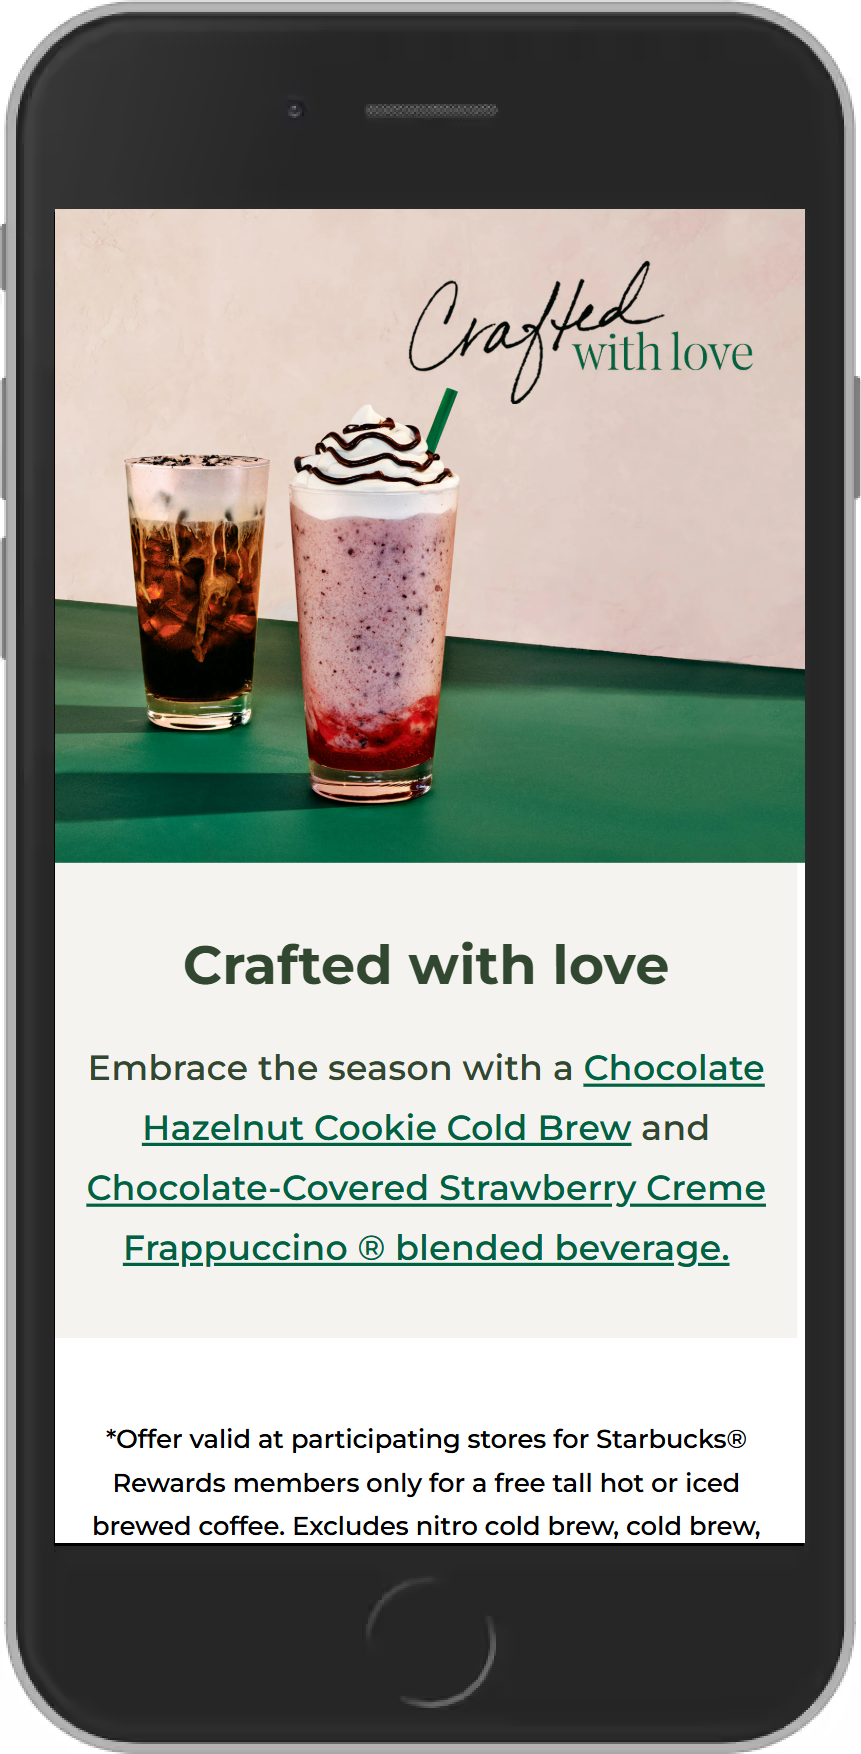 Crafted
with love
Crafted with love
Embrace the season with a Chocolate
Hazelnut Cookie Cold Brew and
Chocolate-Covered Strawberry Creme
Frappuccino ® blended beverage.
*Offer valid at participating stores for Starbucks®
Rewards members only for a free tall hot or iced
brewed coffee. Excludes nitro cold brew, cold brew,